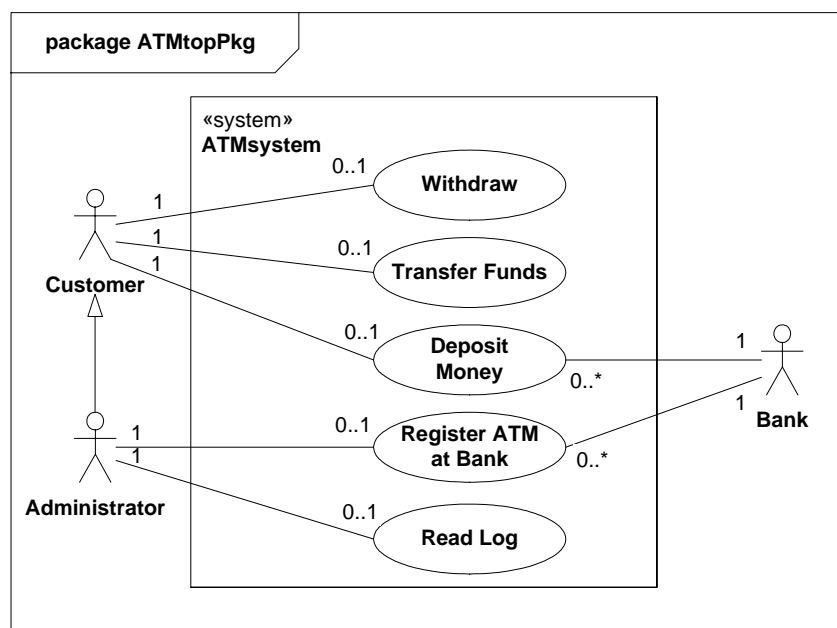 package ATMtopPkg
«system»
ATMsystem
0..1
Withdraw
1
1
0..1
Transfer Funds
1
Customer
0..1
Deposit
Money
1
0..*
1
Bank
0..1
Register ATM
at Bank
1
0..*
1
Administrator
0..1
Read Log